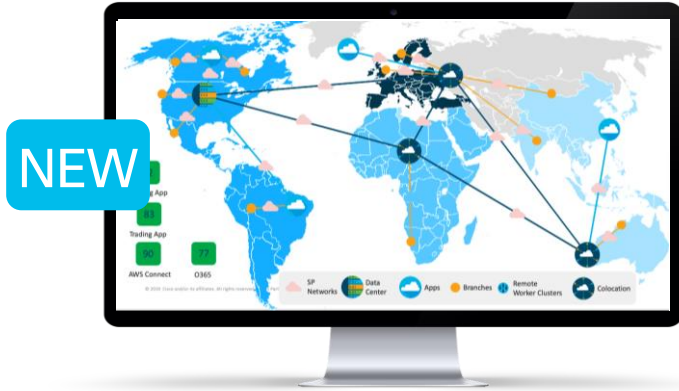 NEW
g App
83
Trading App
90
77
AWS Connect
O365
SP
Networks
Data
Center
Apps
Branches
Remote
Worker Clusters
Colocation